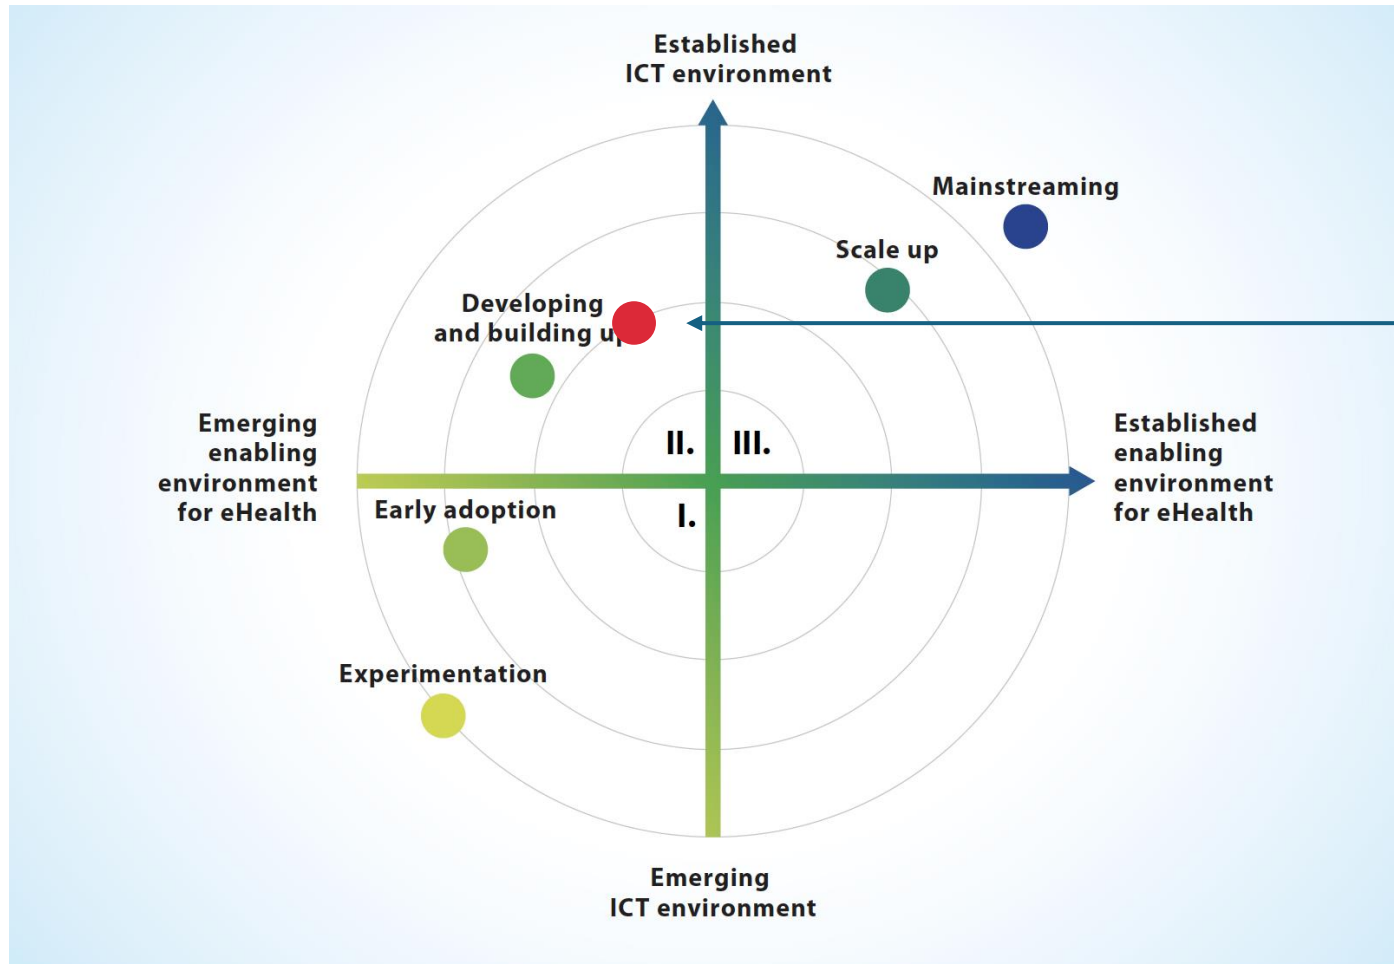 Established
ICT environment
Mainstreaming
Scale up
Developing
and building up
II.
III.
Emerging
enabling
environment
for eHealth
Established
enabling
environment
for eHealth
Early adoption
I.
Experimentation
Emerging
ICT environment